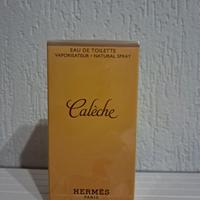 EAU DE TOILETTE
VAPORISATEUR • NATURAL SPRAY
Calèche
HERMÈS
PARIS